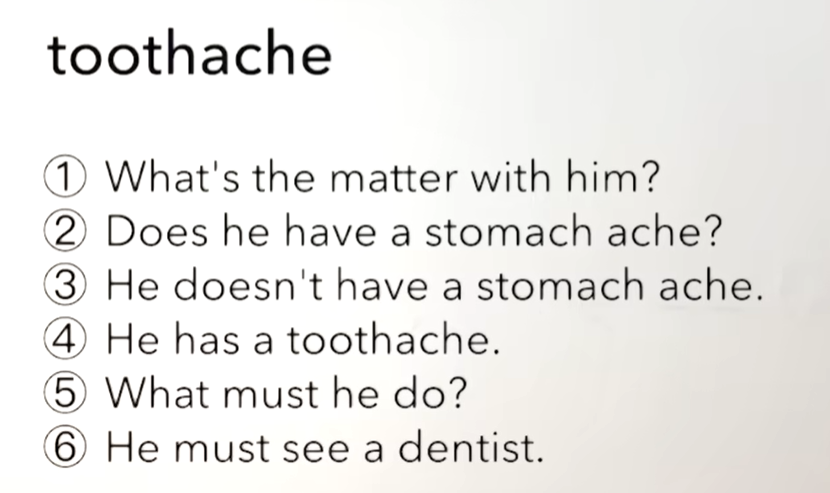 toothache
① What's the matter with him?
② Does he have a stomach ache?
③ He doesn't have a stomach ache.
④ He has a toothache.
⑤ What must he do?
⑥ He must see a dentist.